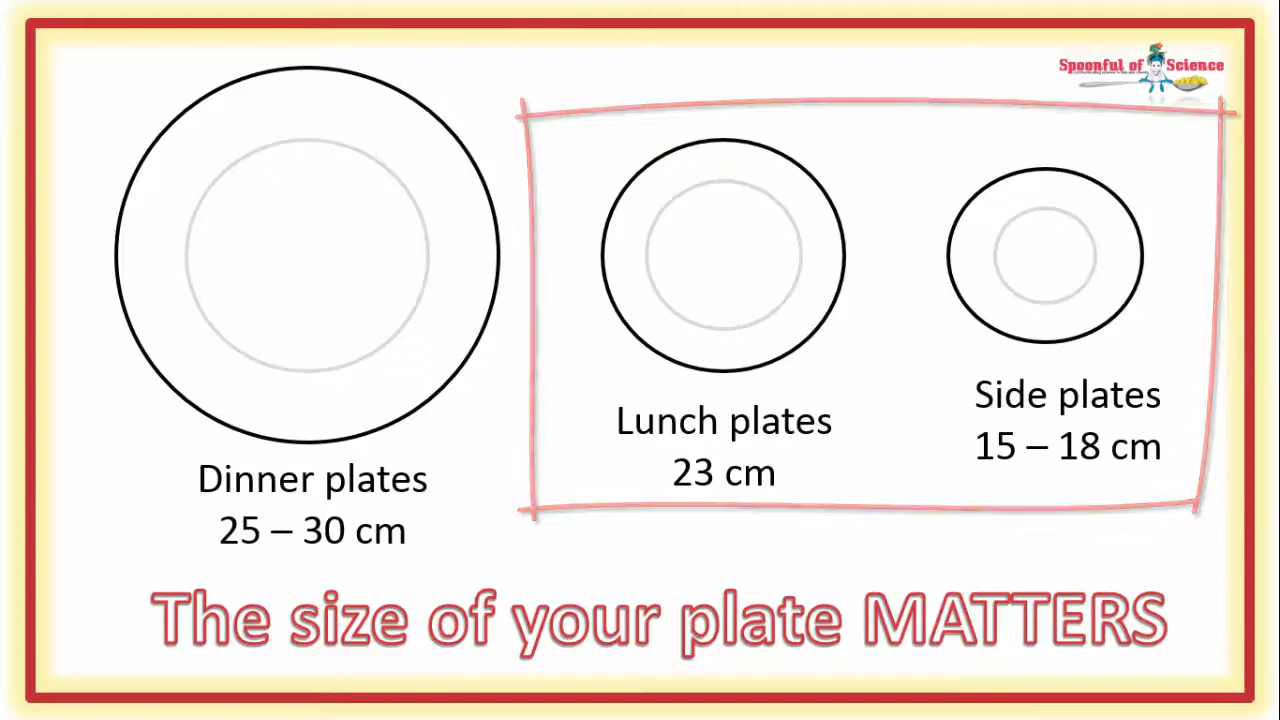 Spoonful of Science
Dinner plates
25 – 30 cm
Lunch plates
23 cm
Side plates
15 – 18 cm
The size of your plate MATTERS